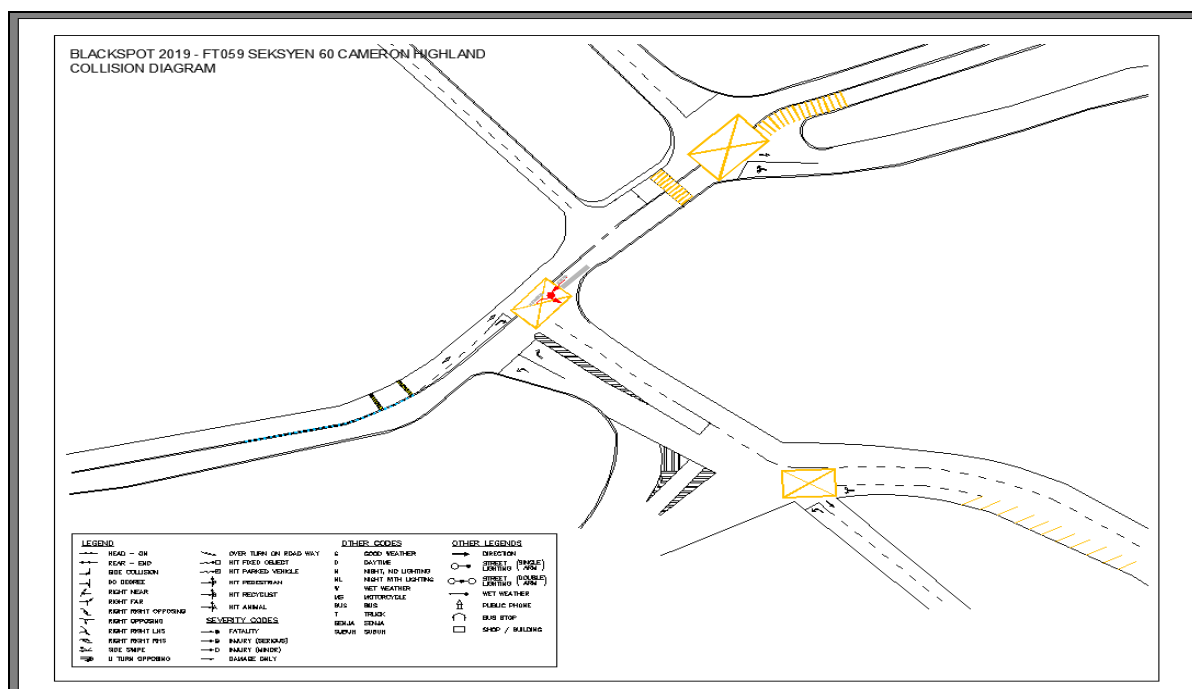 BLACKSPOT 2019 - FT059 SEKSYEN 60 CAMERON HIGHLAND
COLLISION DIAGRAM
LEGEND
HEAD - ON
REAR - END
SIDE COLLISION
90 DEGREE
RIGHT NEAR
RIGHT FAR
RIGHT RIGHT OPPOSING
RIGHT OPPOSING
RIGHT RIGHT LHS
RIGHT RIGHT RHS
SIDE SWIPE
U TURN OPPOSING
OVER TURN ON ROAD WAY
HIT FIXED OBJECT
HIT PARKED VEHICLE
HIT PEDESTRIAN
HIT RECYCLIST
HIT ANIMAL
SEVERITY CODES
FATALITY
INJURY (SERIOUS)
INJURY (MINOR)
DAMAGE ONLY
OTHER CODES
G GOOD WEATHER
D DAYTIME
N NIGHT, NO LIGHTING
NL NIGHT WITH LIGHTING
W WET WEATHER
MC MOTORCYCLE
BUS BUS
T TRUCK
SENJA SENJA
SUBUH SUBUH
OTHER LEGENDS
DIRECTION
STREET LIGHTING (SINGLE ARM)
STREET LIGHTING (DOUBLE ARM)
WET WEATHER
PUBLIC PHONE
BUS STOP
SHOP / BUILDING